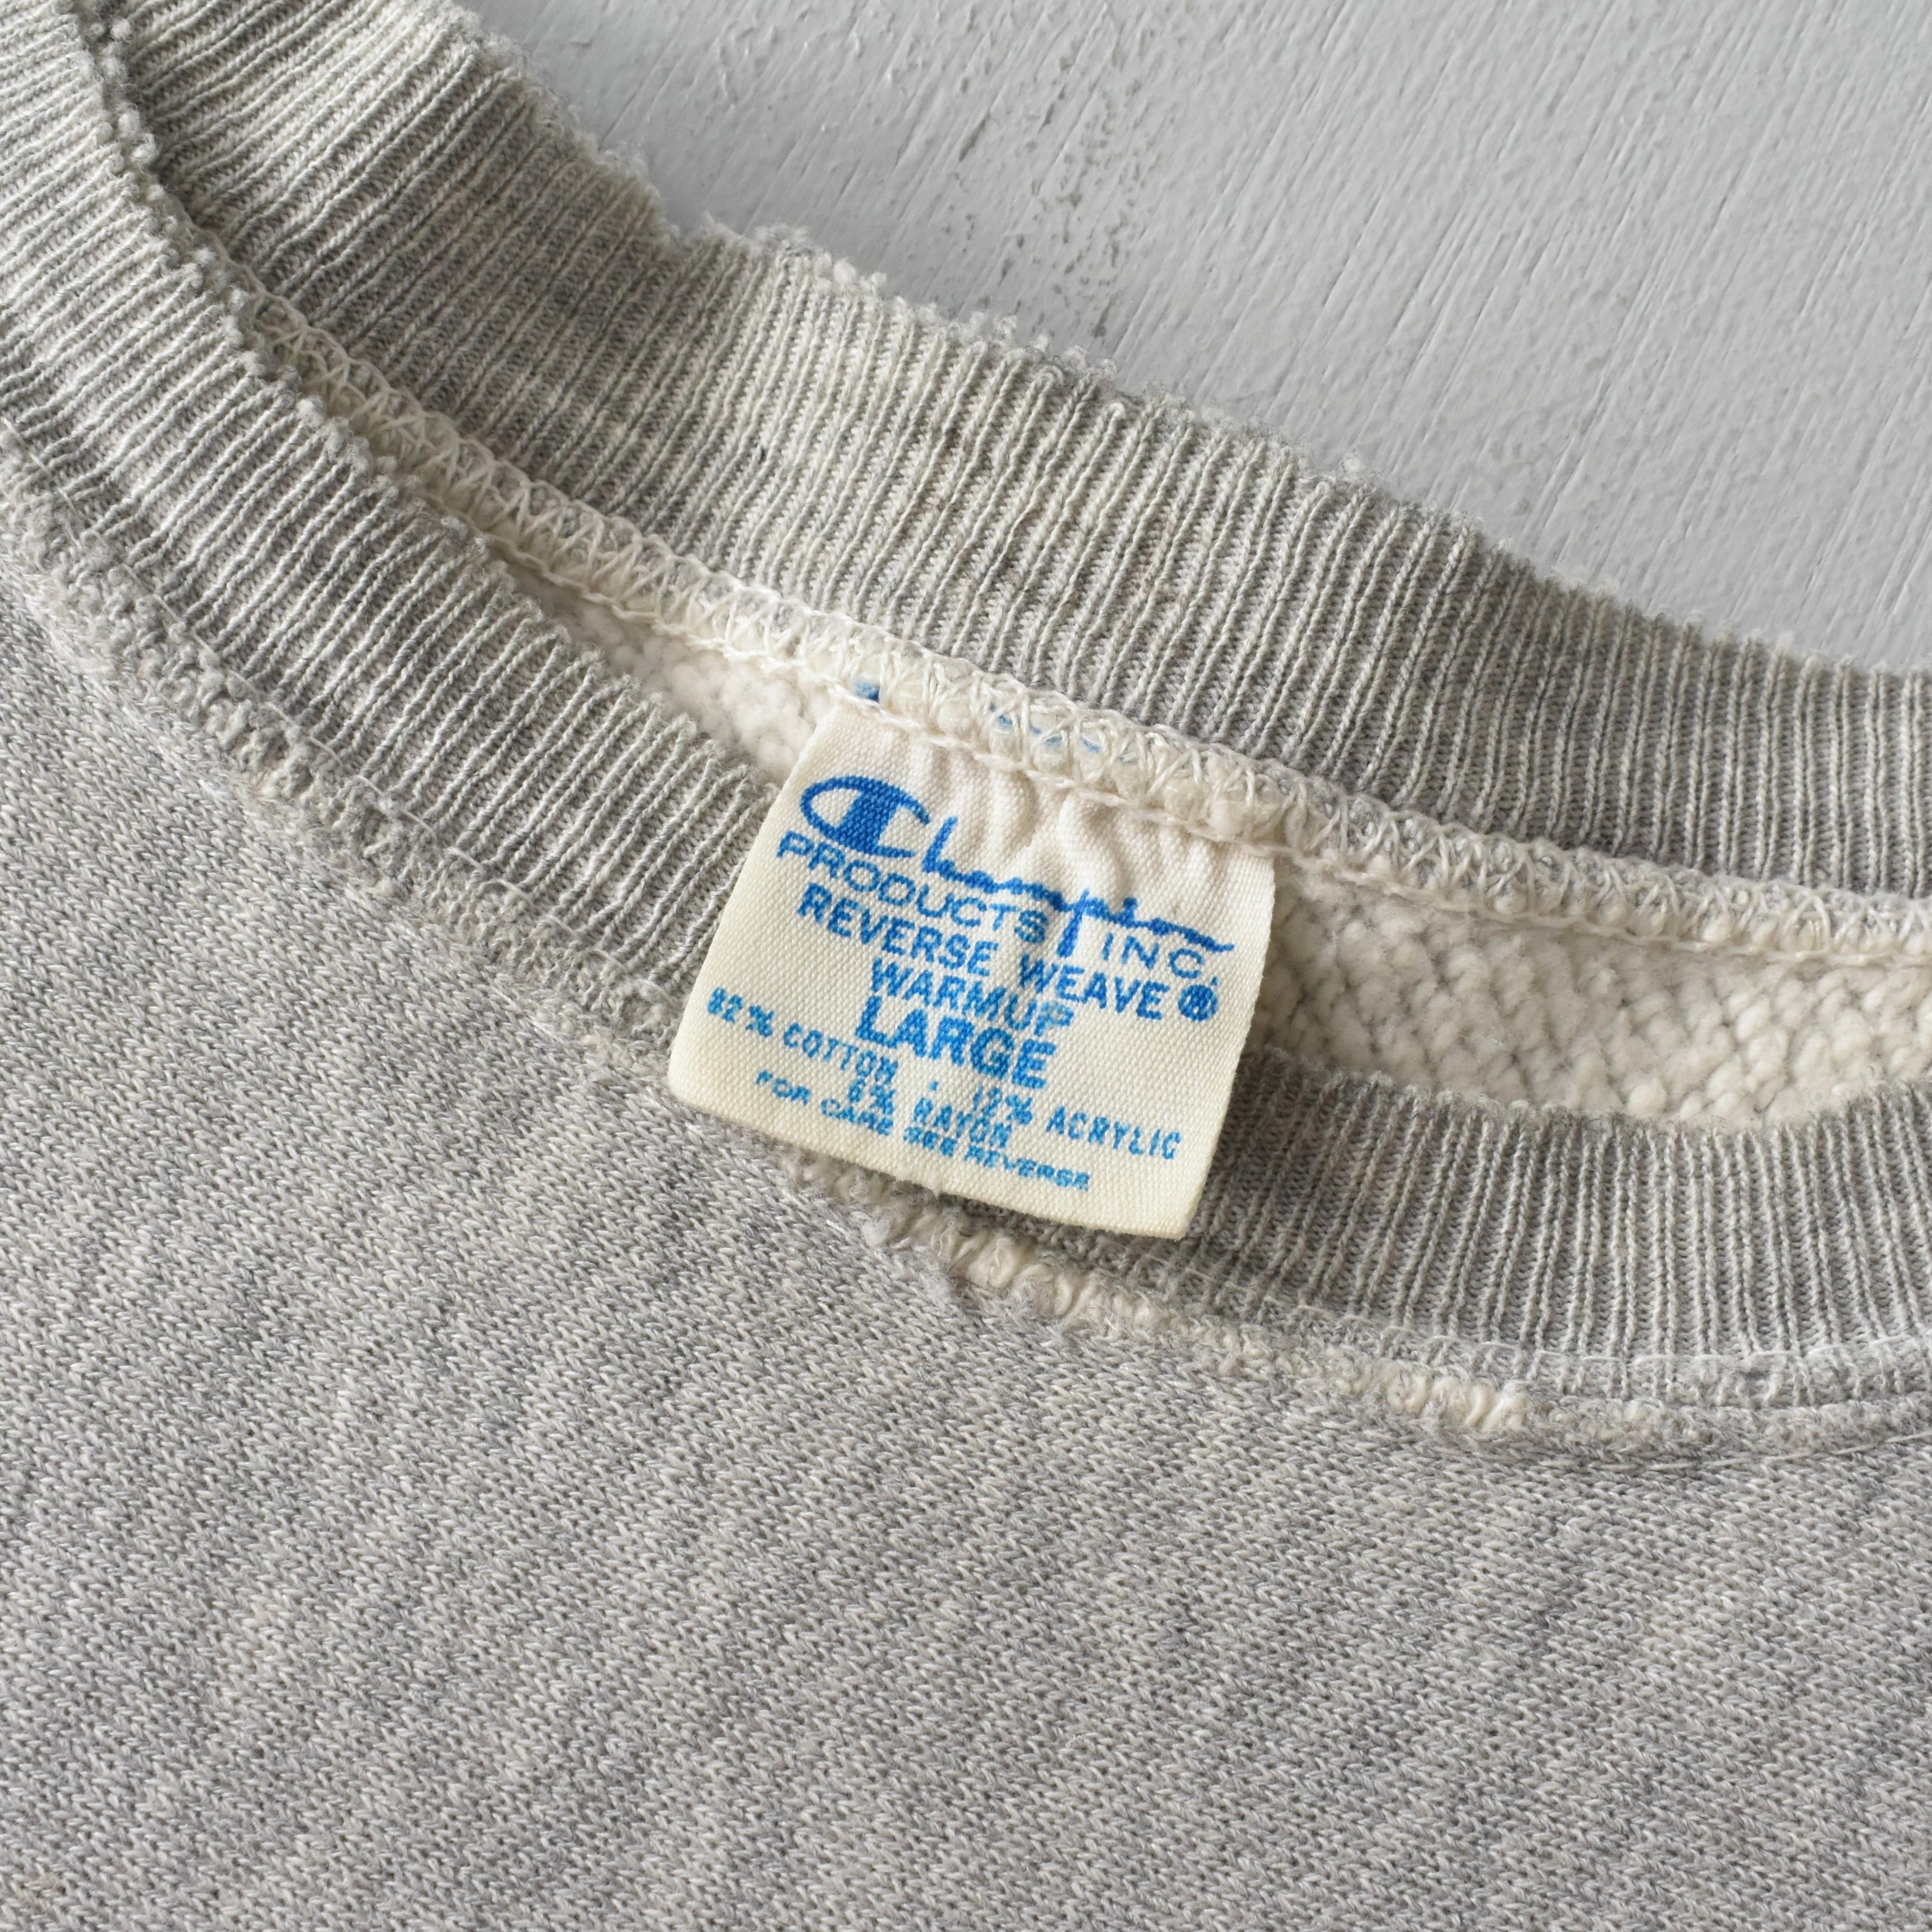 Champion
PRODUCTS INC.
REVERSE WEAVE ®
WARMUP
LARGE
82% COTTON · 12% ACRYLIC
6% RAYON
FOR CARE SEE REVERSE